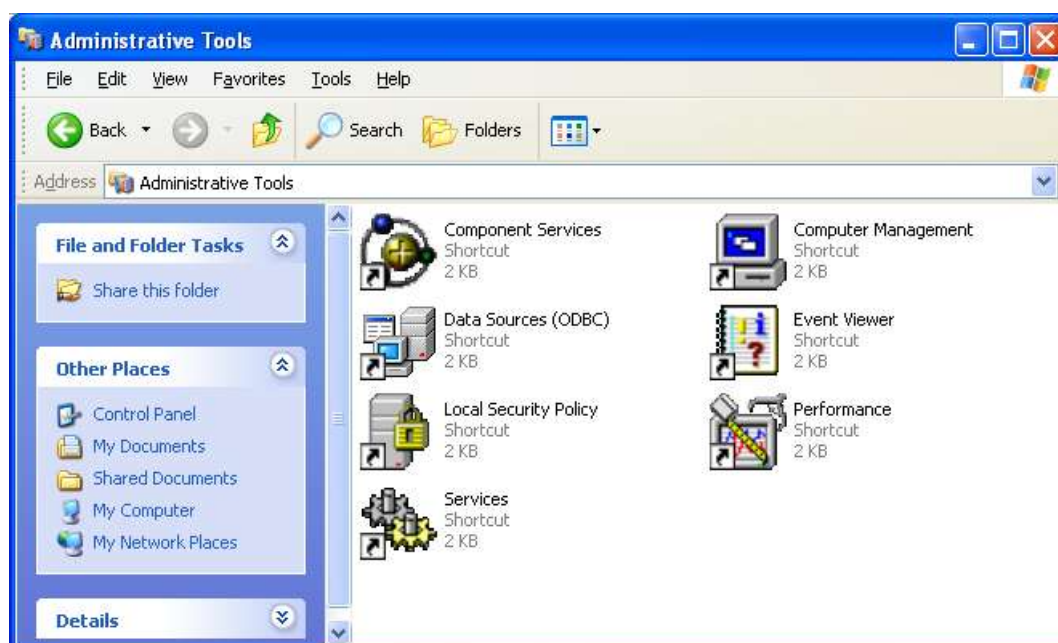 Administrative Tools
File Edit View Favorites Tools Help
Back Search Folders
Address Administrative Tools
File and Folder Tasks
Share this folder
Other Places
Control Panel
My Documents
Shared Documents
My Computer
My Network Places
Details
Component Services
Shortcut
2 KB
Computer Management
Shortcut
2 KB
Data Sources (ODBC)
Shortcut
2 KB
Event Viewer
Shortcut
2 KB
Local Security Policy
Shortcut
2 KB
Performance
Shortcut
2 KB
Services
Shortcut
2 KB